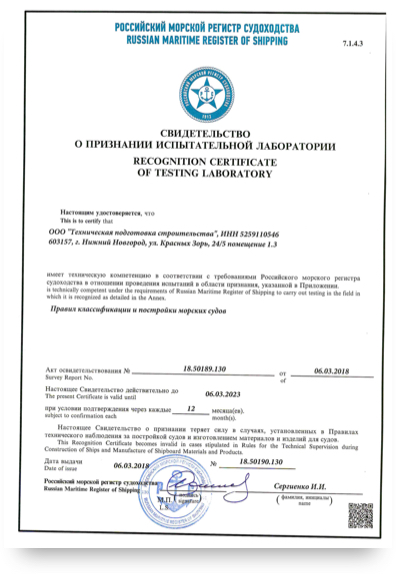 РОССИЙСКИЙ МОРСКОЙ РЕГИСТР СУДОХОДСТВА
RUSSIAN MARITIME REGISTER OF SHIPPING
7.1.4.3
1913
СВИДЕТЕЛЬСТВО
О ПРИЗНАНИИ ИСПЫТАТЕЛЬНОЙ ЛАБОРАТОРИИ
RECOGNITION CERTIFICATE
OF TESTING LABORATORY
Настоящим удостоверяется, что
This is to certify that
ООО "Техническая подготовка строительства", ИНН 5259110546
603157, г. Нижний Новгород, ул. Красных Зорь, 24/5 помещение 1.3
имеет техническую компетенцию в соответствии с требованиями Российского морского регистра
судоходства в отношении проведения испытаний в области признания, указанной в Приложении.
is technically competent under the requirements of Russian Maritime Register of Shipping to carry out testing in the field in
which it is recognized as detailed in the Annex.
Правил классификации и постройки морских судов
Акт освидетельствования № 18.50189.130 от 06.03.2018
Survey Report No. of
Настоящее Свидетельство действительно до 06.03.2023
The present Certificate is valid until
при условии подтверждения через каждые 12 месяца(ев).
subject to confirmation each month(s).
Настоящее Свидетельство о признании теряет силу в случаях, установленных в Правилах
технического наблюдения за постройкой судов и изготовлением материалов и изделий для судов.
This Recognition Certificate becomes invalid in cases stipulated in Rules for the Technical Supervision during
Construction of Ships and Manufacture of Shipboard Materials and Products.
Дата выдачи 06.03.2018 № 18.50190.130
Date of issue No.
Российский морской регистр судоходства Сергиенко И.И.
Russian Maritime Register of Shipping (фамилия, инициалы)
name
М.П.
L.S.